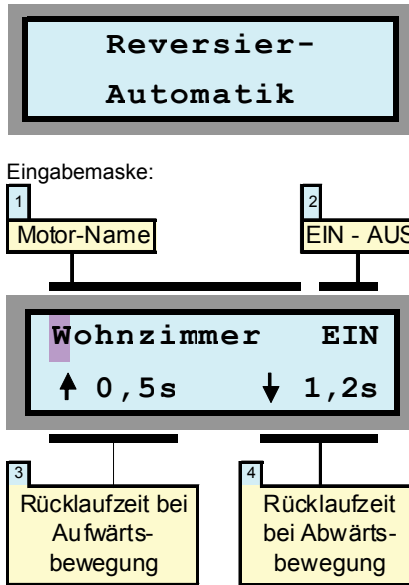 Reversier-
Automatik
Eingabemaske:
1
Motor-Name
2
EIN - AUS
Wohnzimmer EIN
↑ 0,5s ↓ 1,2s
3
Rücklaufzeit bei
Aufwärts-
bewegung
4
Rücklaufzeit
bei Abwärts-
bewegung